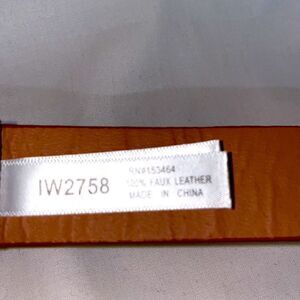 IW2758
RN#153464
100% FAUX LEATHER
MADE IN CHINA